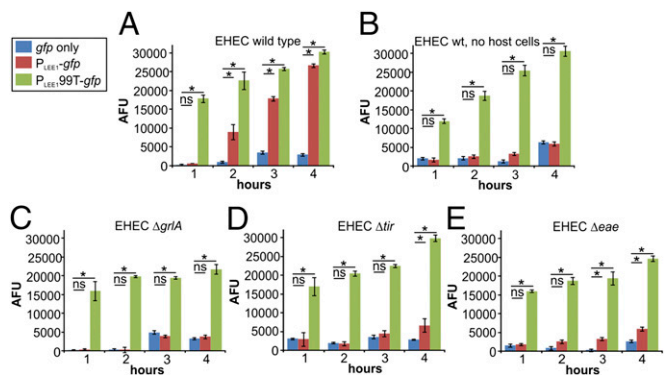 gfp only
P_LEE1-gfp
P_LEE1 99T-gfp
A
EHEC wild type
AFU
30000
25000
20000
15000
10000
5000
0
ns * * * * * * *
1 2 3 4
hours
B
EHEC wt, no host cells
AFU
30000
25000
20000
15000
10000
5000
0
ns * ns * ns * ns *
1 2 3 4
hours
C
EHEC ΔgrlA
AFU
30000
25000
20000
15000
10000
5000
0
ns * ns * ns * ns *
1 2 3 4
hours
D
EHEC Δtir
AFU
30000
25000
20000
15000
10000
5000
0
ns * ns * ns * * *
1 2 3 4
hours
E
EHEC Δeae
AFU
30000
25000
20000
15000
10000
5000
0
ns * ns * * * * *
1 2 3 4
hours